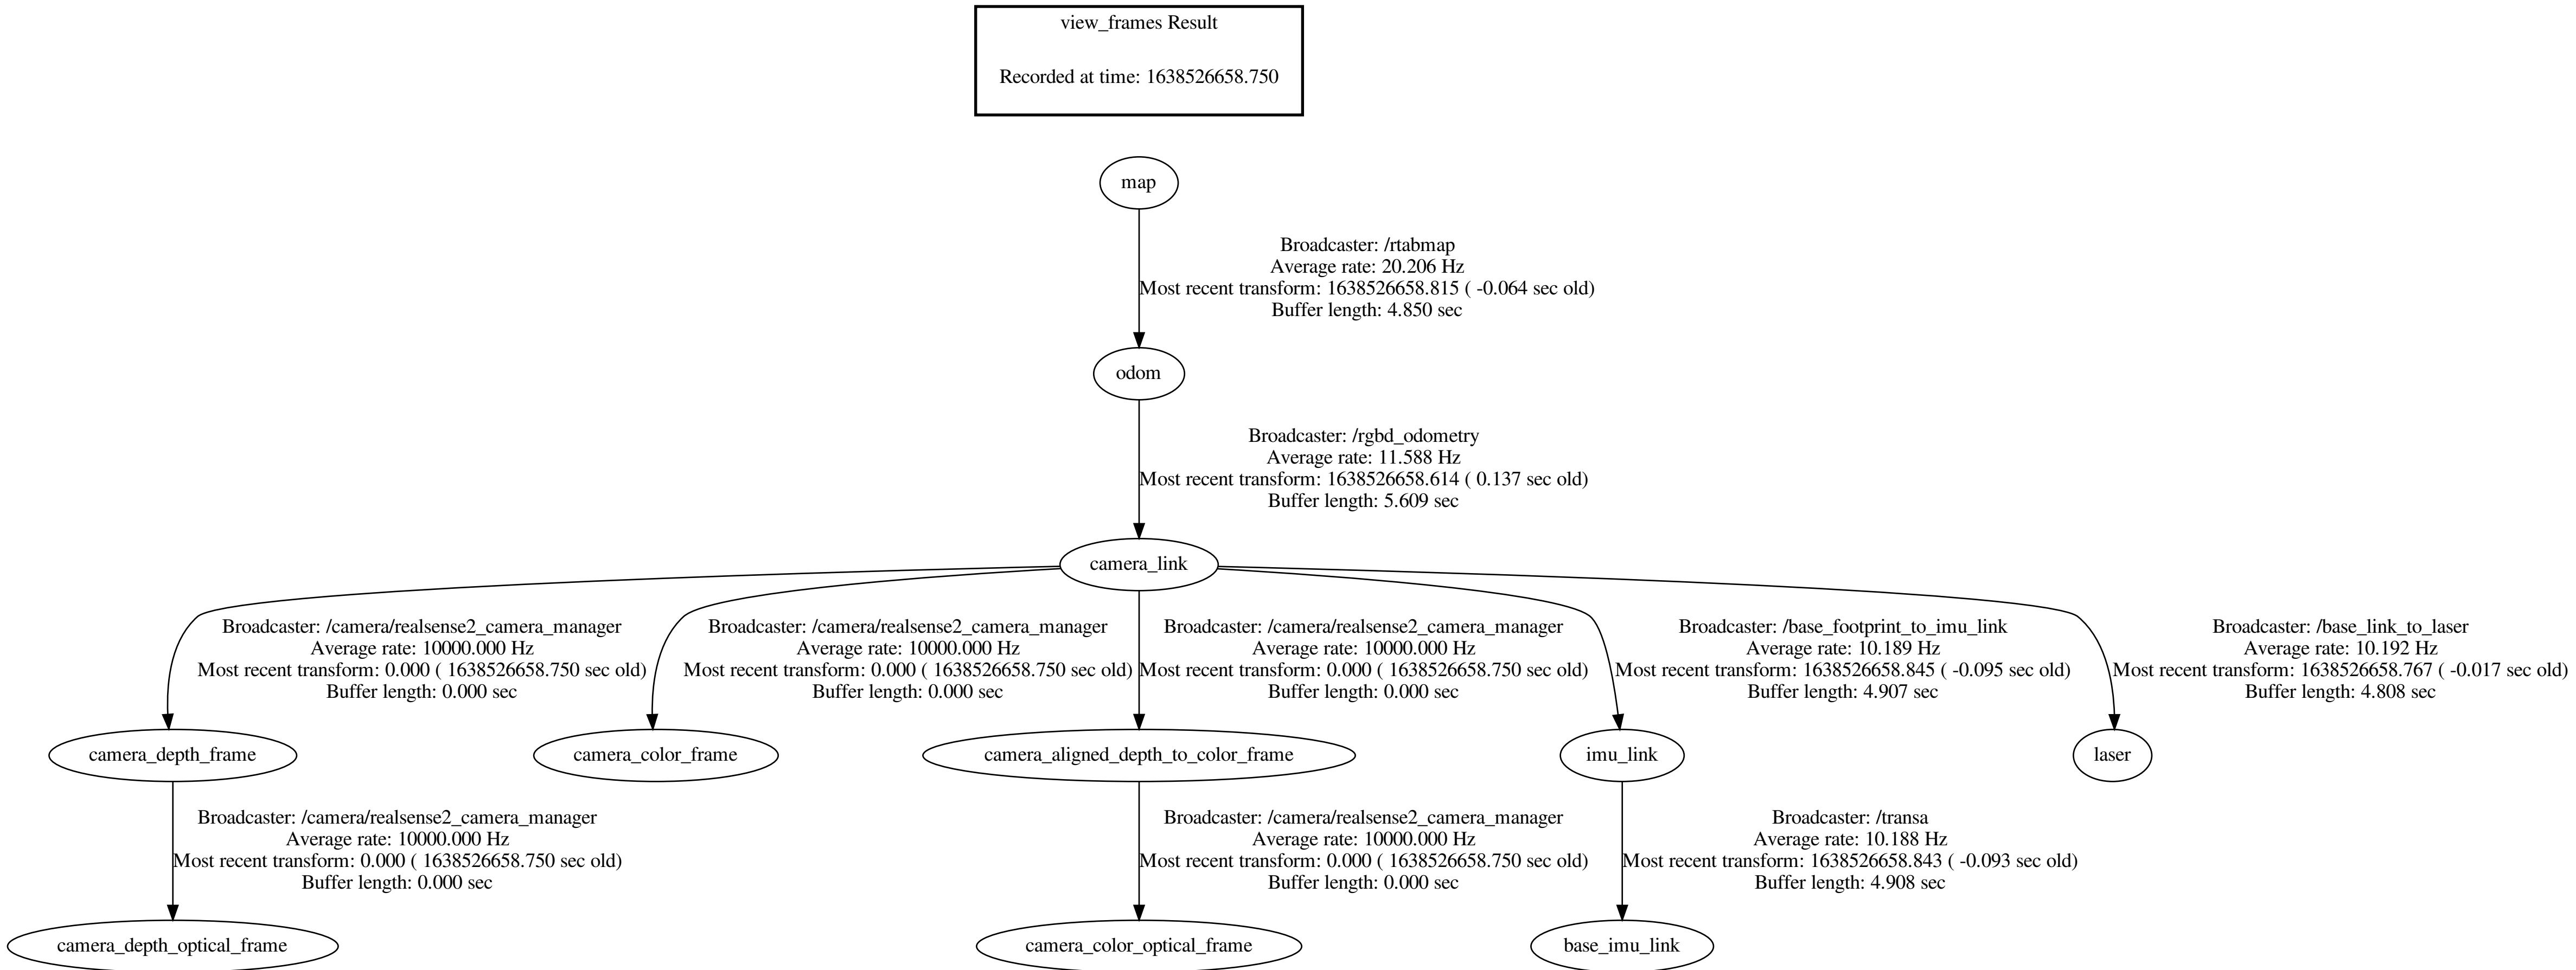 view_frames Result
Recorded at time: 1638526658.750
map
Broadcaster: /rtabmap
Average rate: 20.206 Hz
Most recent transform: 1638526658.815 ( -0.064 sec old)
Buffer length: 4.850 sec
odom
Broadcaster: /rgbd_odometry
Average rate: 11.588 Hz
Most recent transform: 1638526658.614 ( 0.137 sec old)
Buffer length: 5.609 sec
camera_link
Broadcaster: /camera/realsense2_camera_manager
Average rate: 10000.000 Hz
Most recent transform: 0.000 ( 1638526658.750 sec old)
Buffer length: 0.000 sec
Broadcaster: /camera/realsense2_camera_manager
Average rate: 10000.000 Hz
Most recent transform: 0.000 ( 1638526658.750 sec old)
Buffer length: 0.000 sec
Broadcaster: /camera/realsense2_camera_manager
Average rate: 10000.000 Hz
Most recent transform: 0.000 ( 1638526658.750 sec old)
Buffer length: 0.000 sec
Broadcaster: /base_footprint_to_imu_link
Average rate: 10.189 Hz
Most recent transform: 1638526658.845 ( -0.095 sec old)
Buffer length: 4.907 sec
Broadcaster: /base_link_to_laser
Average rate: 10.192 Hz
Most recent transform: 1638526658.767 ( -0.017 sec old)
Buffer length: 4.808 sec
camera_depth_frame
camera_color_frame
camera_aligned_depth_to_color_frame
imu_link
laser
Broadcaster: /camera/realsense2_camera_manager
Average rate: 10000.000 Hz
Most recent transform: 0.000 ( 1638526658.750 sec old)
Buffer length: 0.000 sec
Broadcaster: /camera/realsense2_camera_manager
Average rate: 10000.000 Hz
Most recent transform: 0.000 ( 1638526658.750 sec old)
Buffer length: 0.000 sec
Broadcaster: /transa
Average rate: 10.188 Hz
Most recent transform: 1638526658.843 ( -0.093 sec old)
Buffer length: 4.908 sec
camera_depth_optical_frame
camera_color_optical_frame
base_imu_link